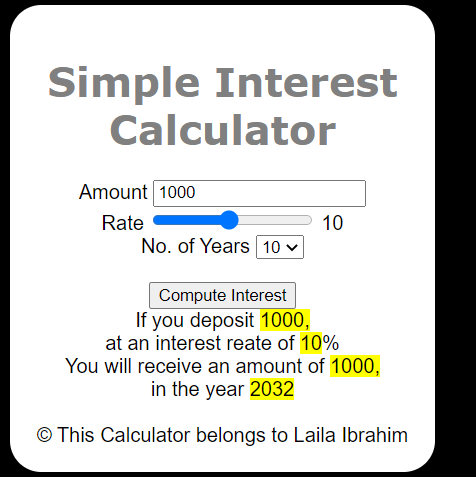 Simple Interest
Calculator
Amount 1000
Rate 10
No. of Years 10
Compute Interest
If you deposit 1000,
at an interest reate of 10%
You will receive an amount of 1000,
in the year 2032
© This Calculator belongs to Laila Ibrahim